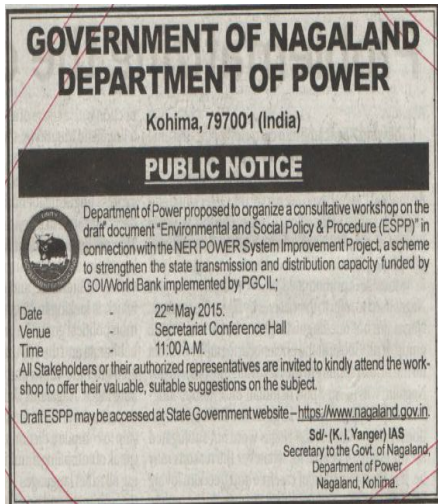 GOVERNMENT OF NAGALAND
DEPARTMENT OF POWER
Kohima, 797001 (India)
PUBLIC NOTICE
Department of Power proposed to organize a consultative workshop on the
draft document "Environmental and Social Policy & Procedure (ESPP)" in
connection with the NER POWER System Improvement Project, a scheme
to strengthen the state transmission and distribution capacity funded by
GOI/World Bank implemented by PGCIL;
Date - 22nd May 2015.
Venue Secretariat Conference Hall
Time 11:00 A.M.
All Stakeholders or their authorized representatives are invited to kindly attend the work-
shop to offer their valuable, suitable suggestions on the subject.
Draft ESPP may be accessed at State Government website – https://www.nagaland.gov.in.
Sd/- (K. I. Yanger) IAS
Secretary to the Govt. of Nagaland,
Department of Power
Nagaland, Kohima.